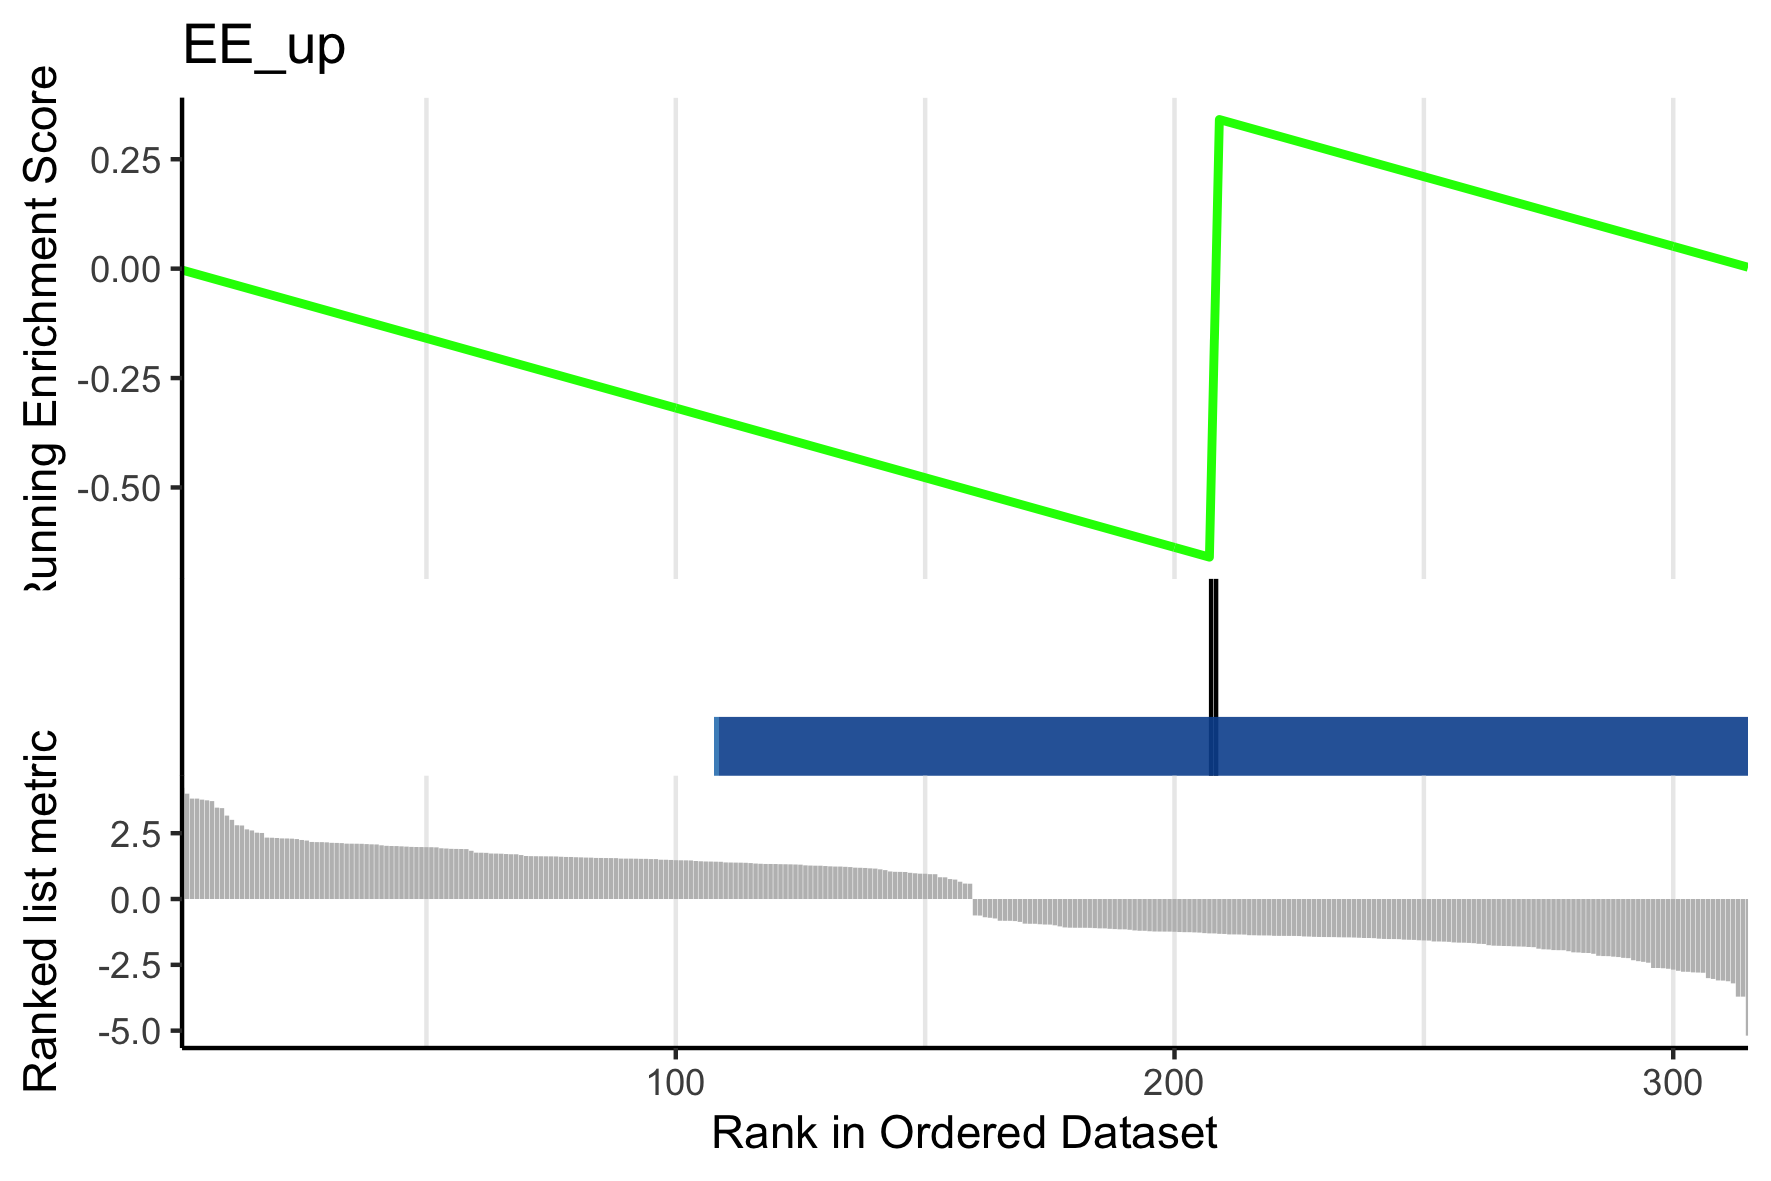 EE_up
Running Enrichment Score
0.25
0.00
-0.25
-0.50
Ranked list metric
2.5
0.0
-2.5
-5.0
100 200 300
Rank in Ordered Dataset